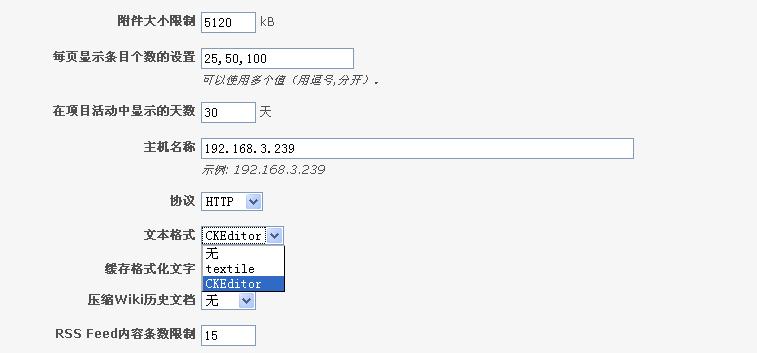 附件大小限制 5120 kB
每页显示条目个数的设置 25,50,100
可以使用多个值（用逗号,分开）.
在项目活动中显示的天数 30 天
主机名称 192.168.3.239
示例: 192.168.3.239
协议 HTTP
文本格式 CKEditor
无
缓存格式化文字 textile
CKEditor
压缩Wiki历史文档 无
RSS Feed内容条数限制 15